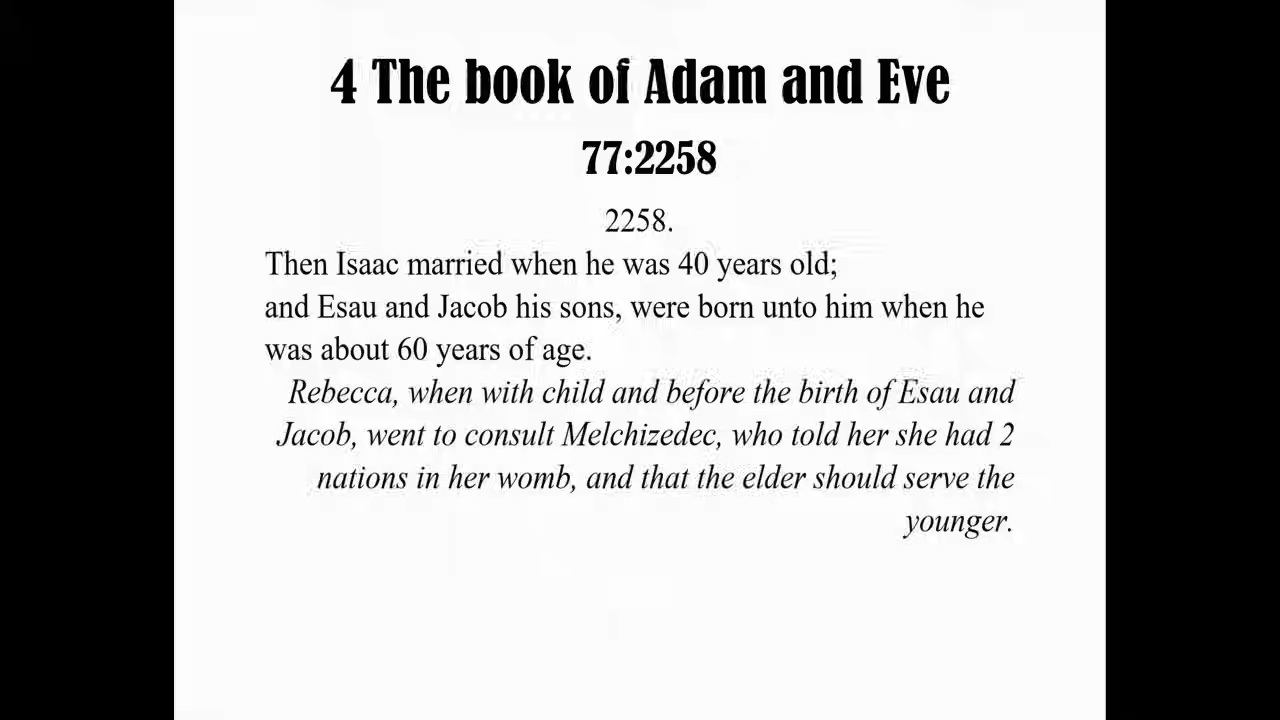 4 The book of Adam and Eve
77:2258
2258.
Then Isaac married when he was 40 years old;
and Esau and Jacob his sons, were born unto him when he
was about 60 years of age.
Rebecca, when with child and before the birth of Esau and
Jacob, went to consult Melchizedec, who told her she had 2
nations in her womb, and that the elder should serve the
younger.